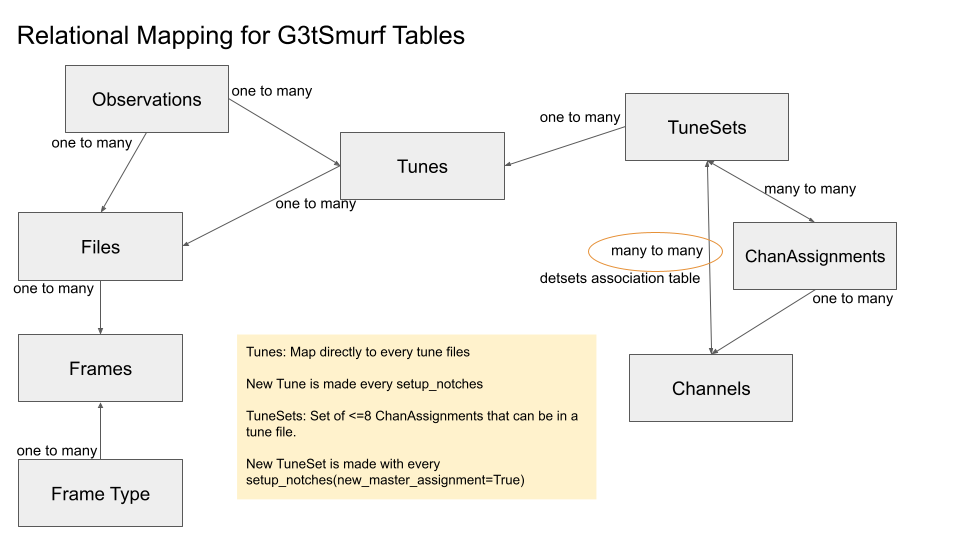 Relational Mapping for G3tSmurf Tables
Observations
one to many
one to many
Tunes
one to many
TuneSets
one to many
many to many
Files
one to many
many to many
detsets association table
ChanAssignments
one to many
Frames
Channels
one to many
Frame Type
Tunes: Map directly to every tune files
New Tune is made every setup_notches
TuneSets: Set of <=8 ChanAssignments that can be in a
tune file.
New TuneSet is made with every
setup_notches(new_master_assignment=True)